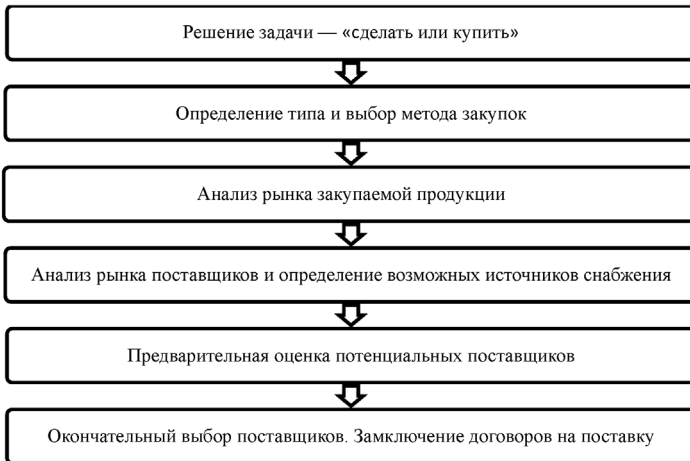 Решение задачи — «сделать или купить»
Определение типа и выбор метода закупок
Анализ рынка закупаемой продукции
Анализ рынка поставщиков и определение возможных источников снабжения
Предварительная оценка потенциальных поставщиков
Окончательный выбор поставщиков. Замключение договоров на поставку